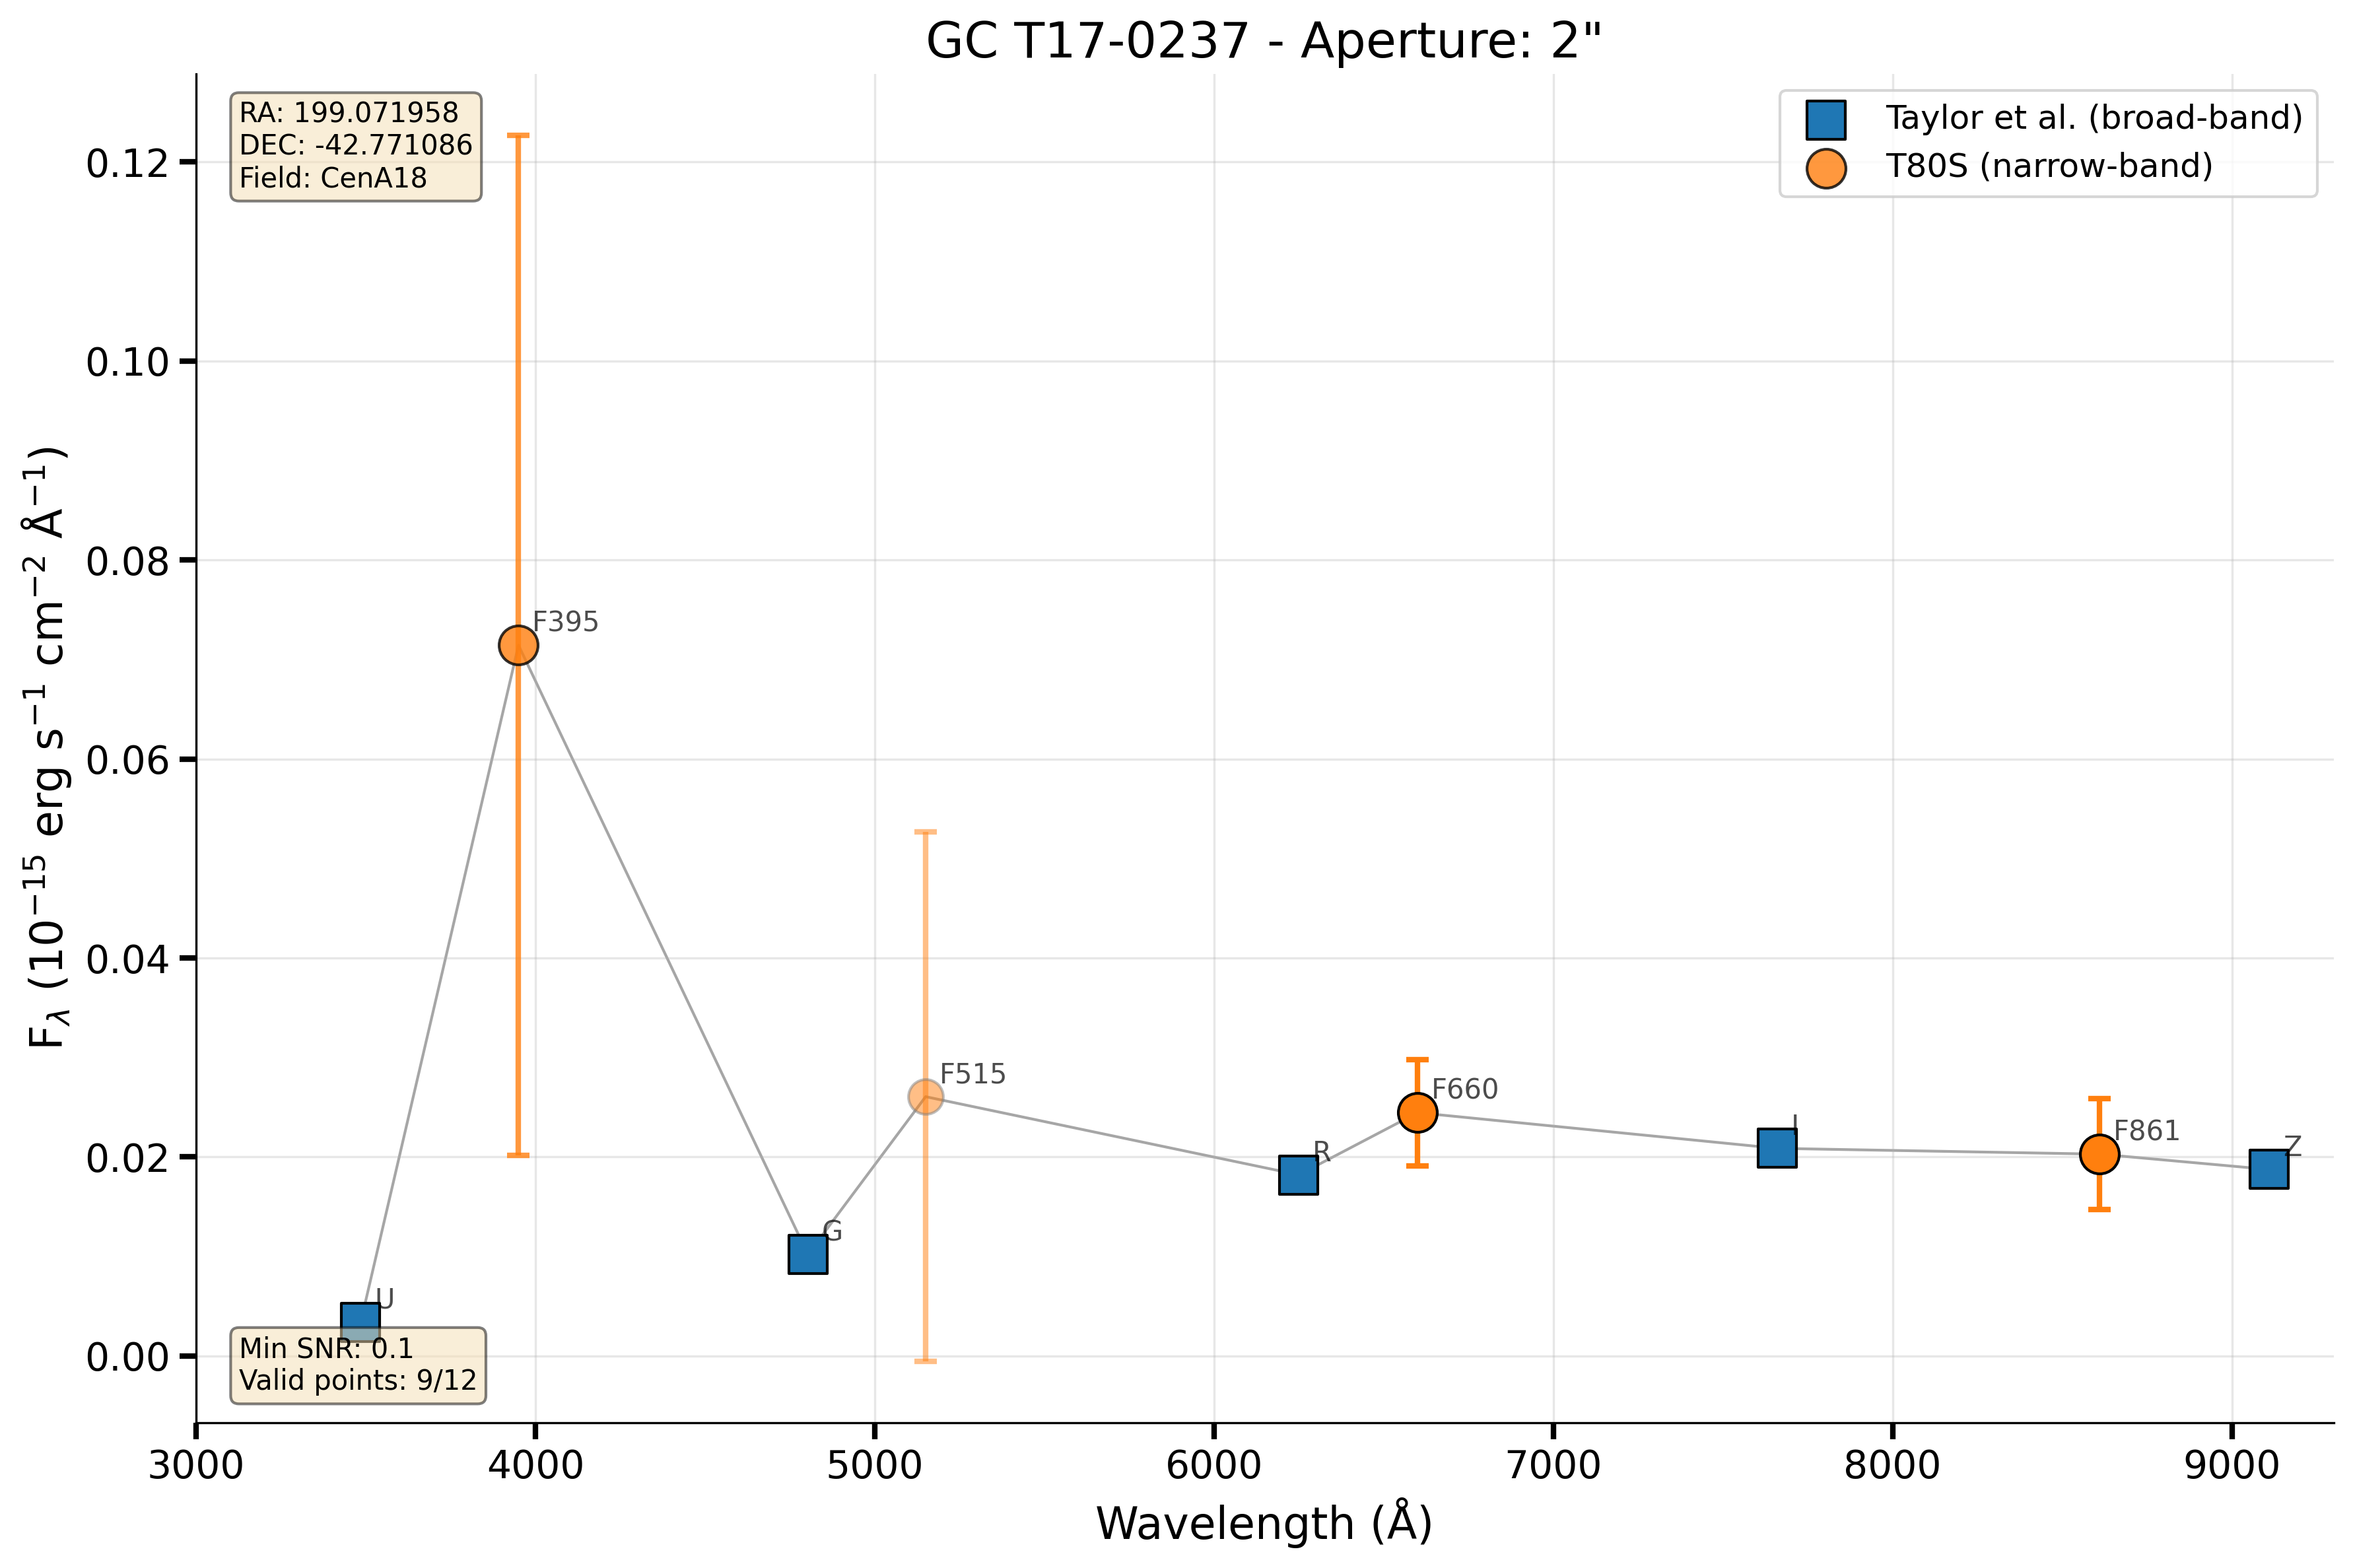 GC T17-0237 - Aperture: 2"
RA: 199.071958
DEC: -42.771086
Field: CenA18
Taylor et al. (broad-band)
T80S (narrow-band)
0.12
0.10
0.08
0.06
0.04
0.02
0.00
F$_{λ}$ (10$^{−15}$ erg s$^{−1}$ cm$^{−2}$ Å$^{−1}$)
F395
F515
F660
F861
R
I
Z
G
U
Min SNR: 0.1
Valid points: 9/12
3000 4000 5000 6000 7000 8000 9000
Wavelength (Å)